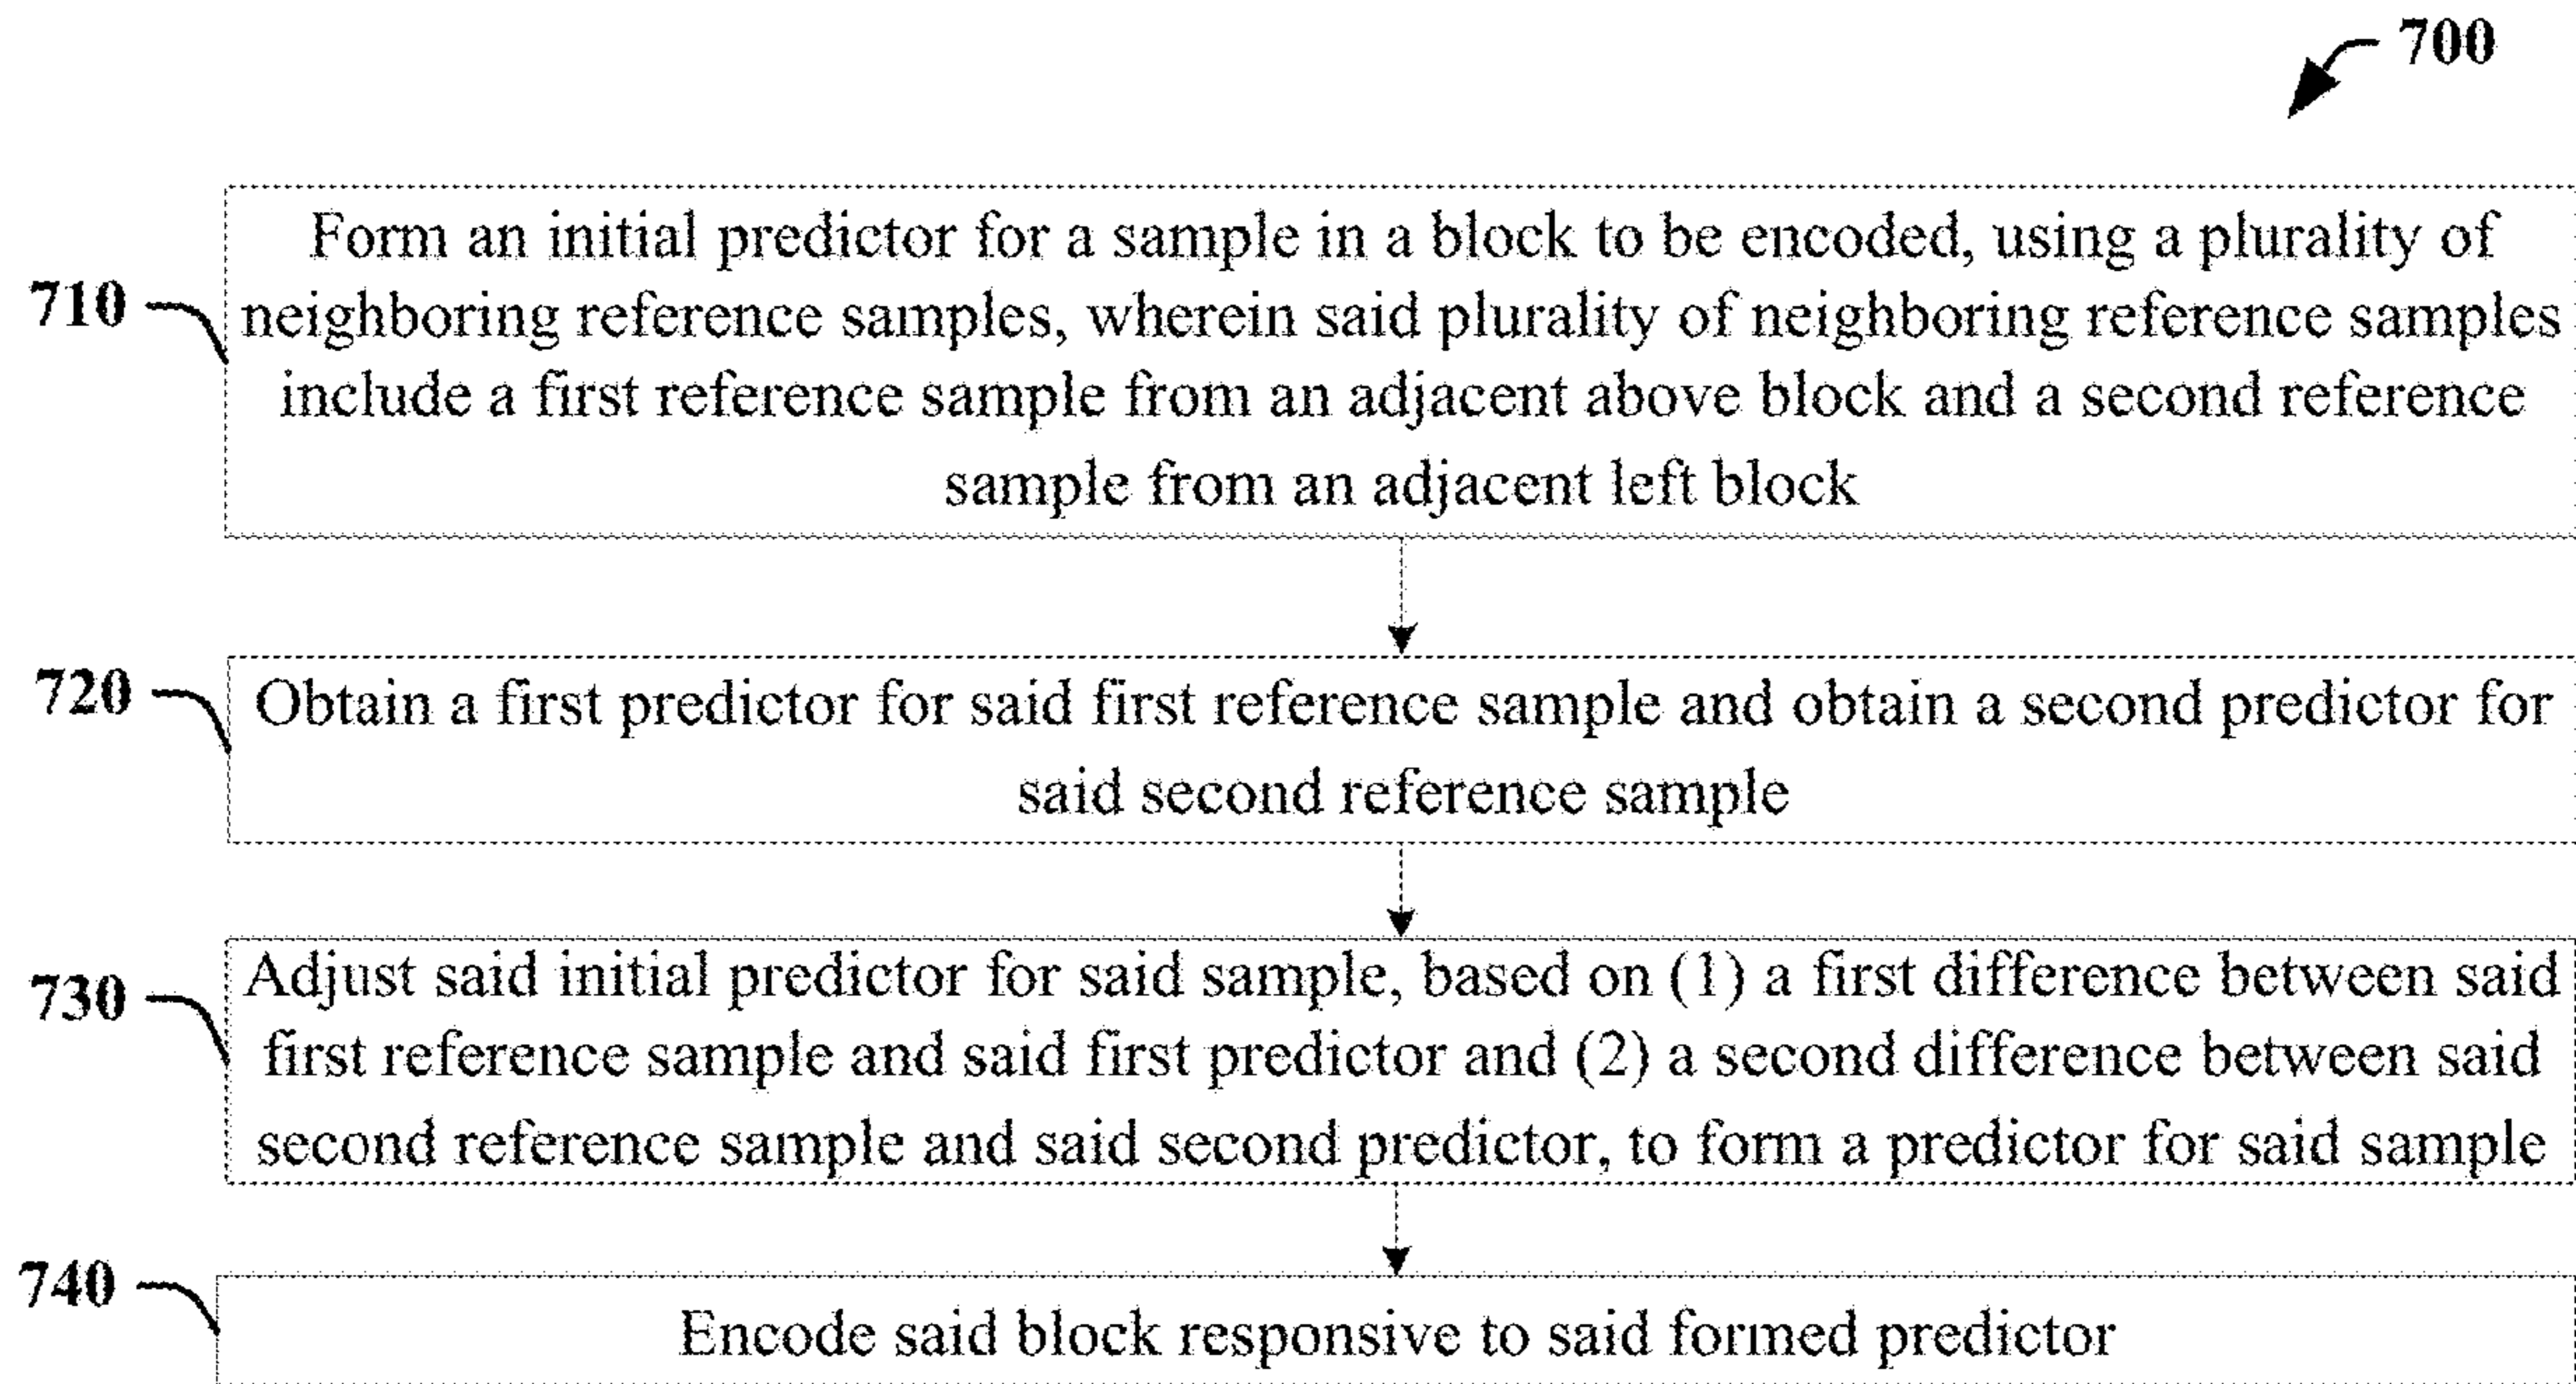 700
710
Form an initial predictor for a sample in a block to be encoded, using a plurality of
neighboring reference samples, wherein said plurality of neighboring reference samples
include a first reference sample from an adjacent above block and a second reference
sample from an adjacent left block
720
Obtain a first predictor for said first reference sample and obtain a second predictor for
said second reference sample
730
Adjust said initial predictor for said sample, based on (1) a first difference between said
first reference sample and said first predictor and (2) a second difference between said
second reference sample and said second predictor, to form a predictor for said sample
740
Encode said block responsive to said formed predictor